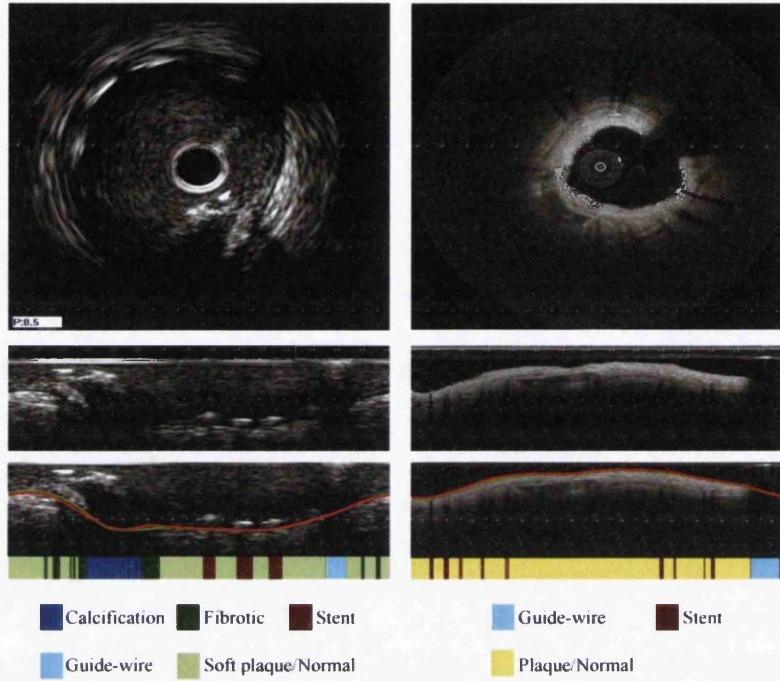 P:0.5
Calcification Fibrotic Stent
Guide-wire Soft plaque/Normal
Guide-wire Stent
Plaque/Normal